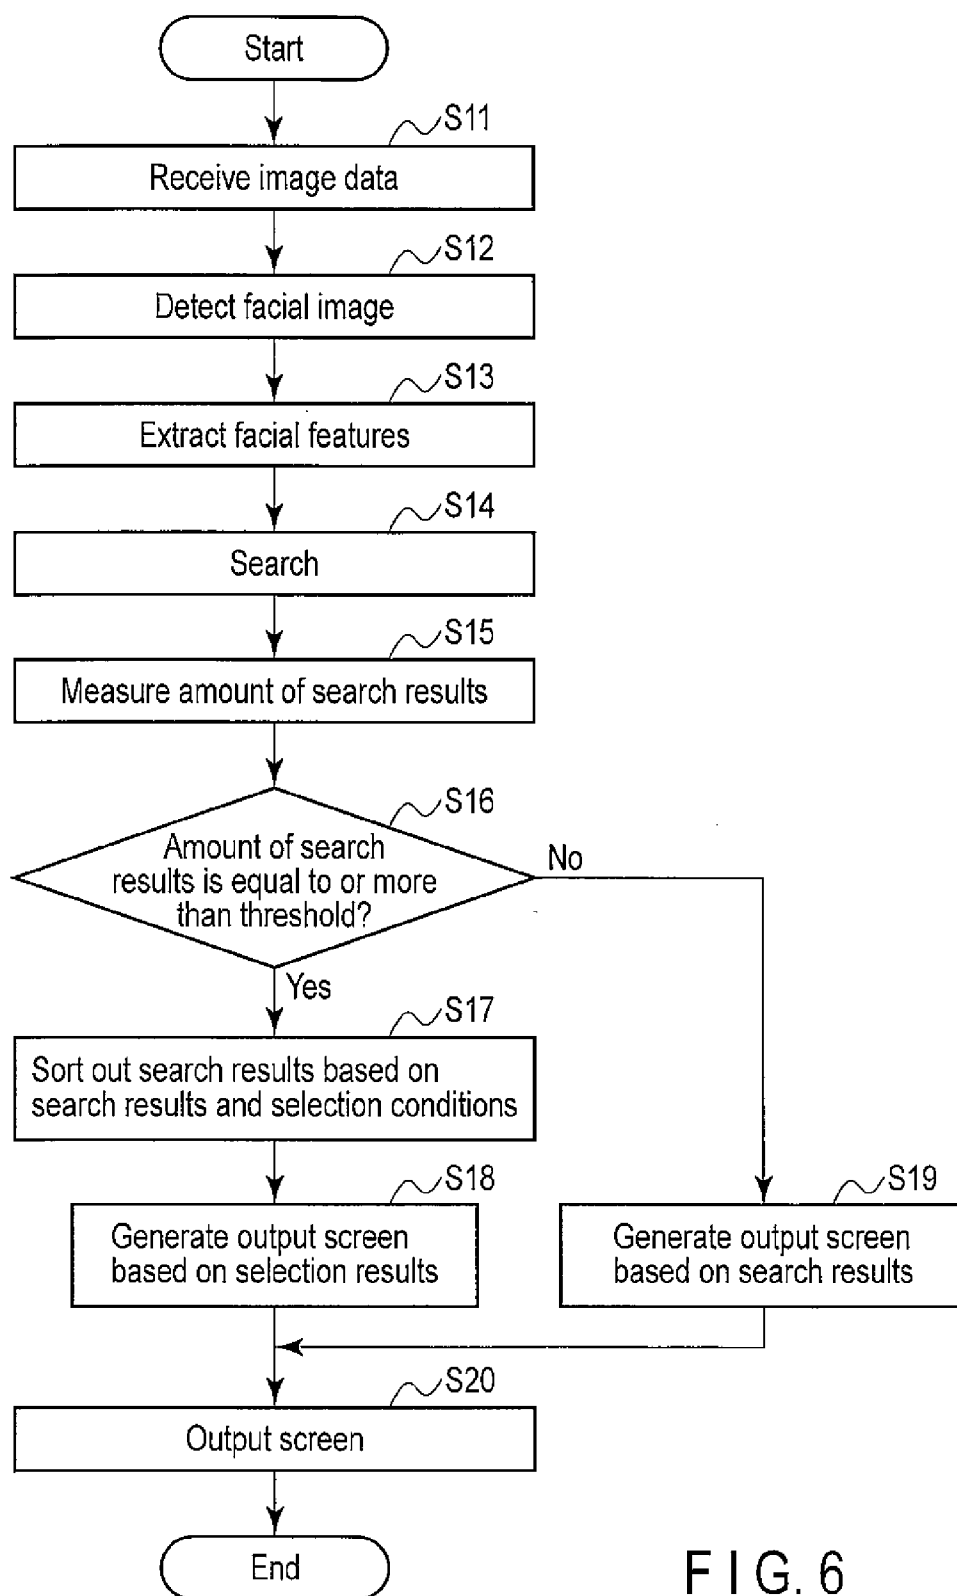 Start
S11
Receive image data
S12
Detect facial image
S13
Extract facial features
S14
Search
S15
Measure amount of search results
S16
Amount of search
results is equal to or more
than threshold?
No
Yes
S17
Sort out search results based on
search results and selection conditions
S18
Generate output screen
based on selection results
S19
Generate output screen
based on search results
S20
Output screen
End
FIG. 6